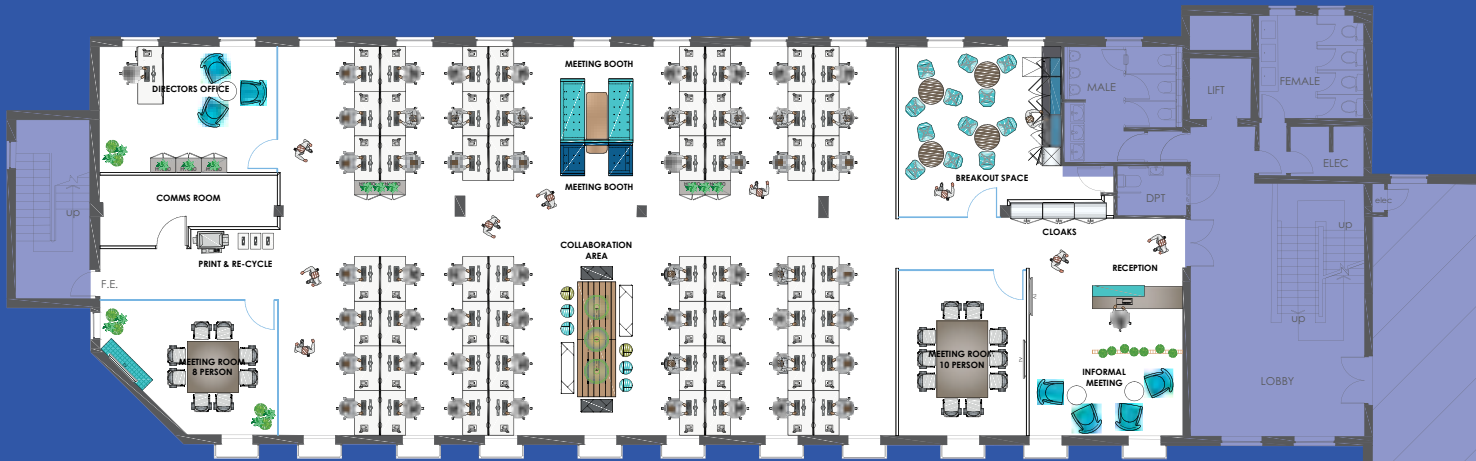 DIRECTORS OFFICE
MEETING BOOTH
MEETING BOOTH
MALE
LIFT
FEMALE
ELEC
BREAKOUT SPACE
DPT
elec
COMMS ROOM
up
CLOAKS
up
PRINT & RE-CYCLE
COLLABORATION
AREA
RECEPTION
F.E.
up
MEETING ROOM
8 PERSON
MEETING ROOM
10 PERSON
INFORMAL
MEETING
LOBBY